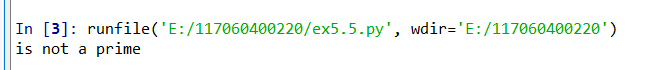 In [3]: runfile('E:/117060400220/ex5.5.py', wdir='E:/117060400220')
is not a prime